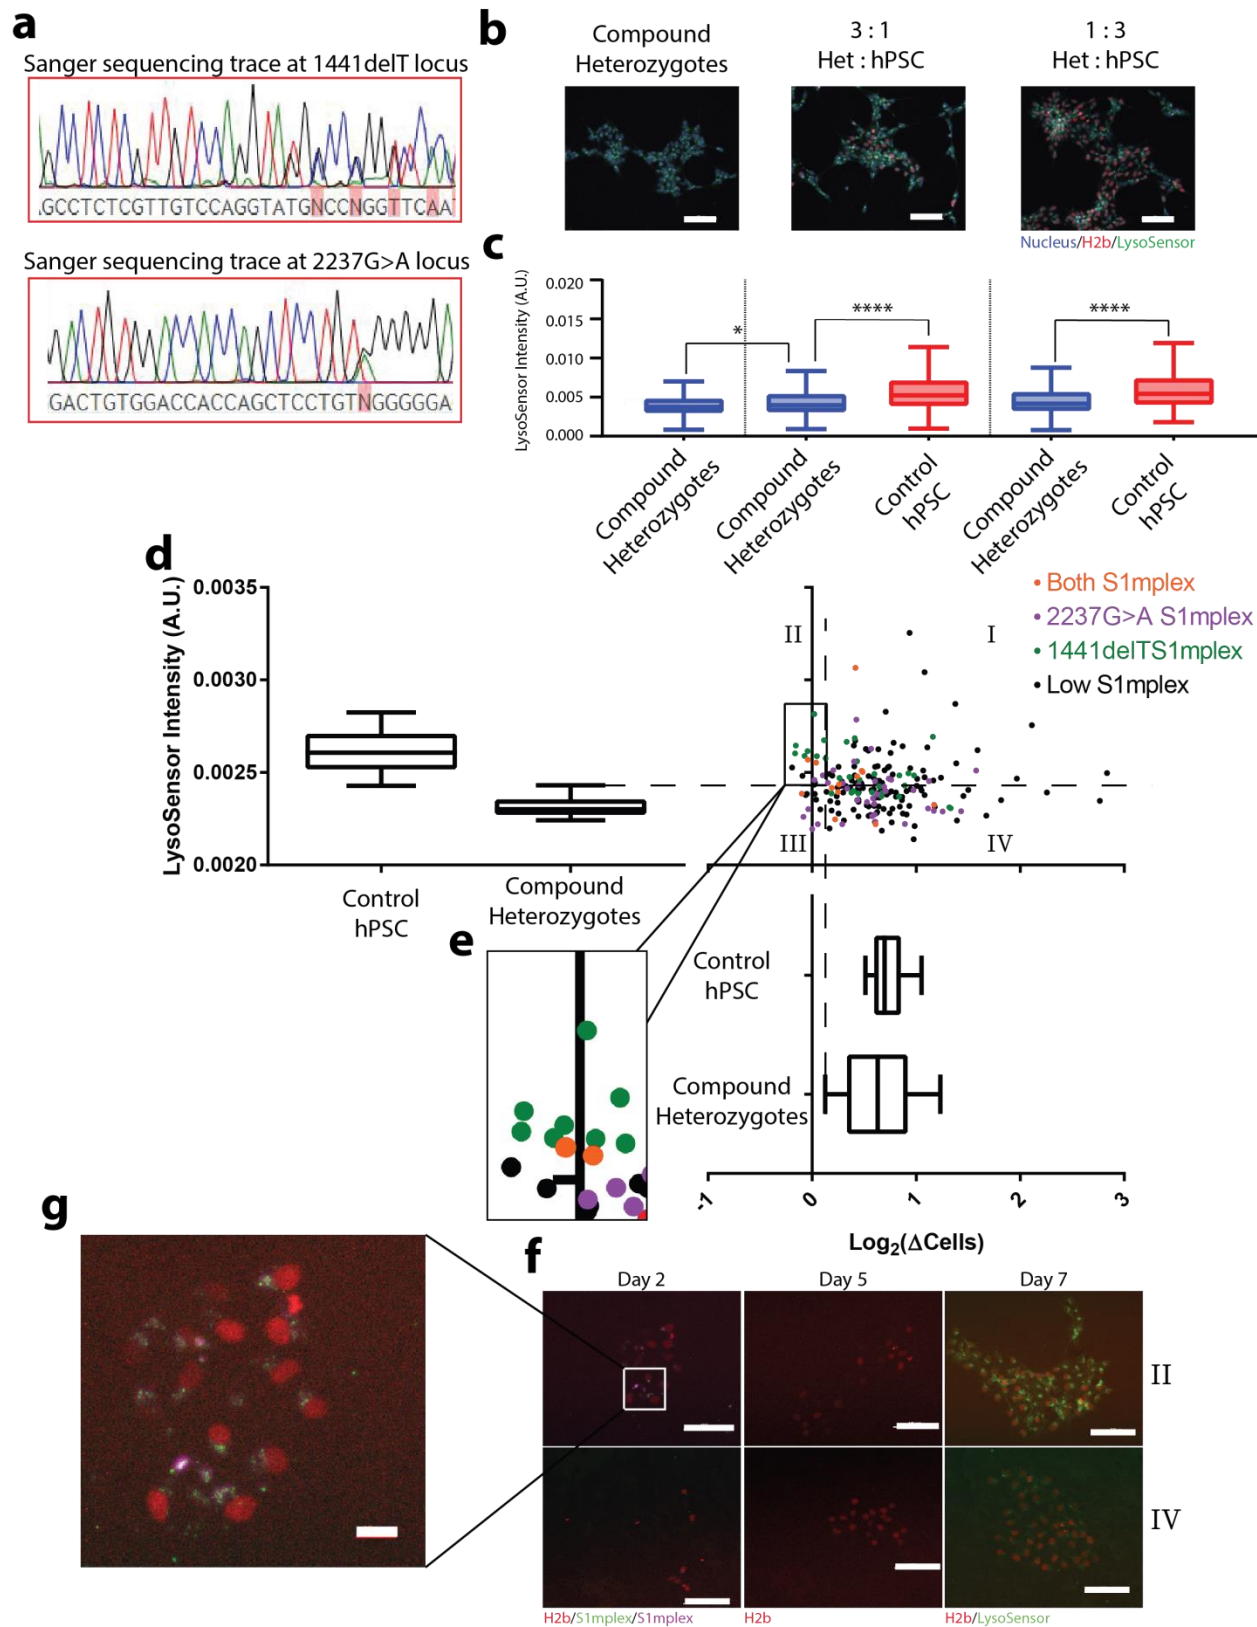 a
Sanger sequencing trace at 1441delT locus
GCCTCTCGTTGTCCAGGTATGNCCNGGTTCAAT
Sanger sequencing trace at 2237G>A locus
GACTGTGGACCACCAGCTCCTGTNGGGGGA
b
Compound
Heterozygotes
3 : 1
Het : hPSC
1 : 3
Het : hPSC
Nucleus/H2b/LysoSensor
c
LysoSensor Intensity (A.U.)
0.020
0.015
0.010
0.005
0.000
*
****
****
Compound
Heterozygotes
Compound
Heterozygotes
Control
hPSC
Compound
Heterozygotes
Control
hPSC
d
LysoSensor Intensity (A.U.)
0.0035
0.0030
0.0025
0.0020
Control
hPSC
Compound
Heterozygotes
II
I
III
IV
Both S1mplex
2237G>A S1mplex
1441delTS1mplex
Low S1mplex
e
Control
hPSC
Compound
Heterozygotes
-1
0
1
2
3
Log2(ΔCells)
g
f
Day 2
Day 5
Day 7
II
IV
H2b/S1mplex/S1mplex
H2b
H2b/LysoSensor